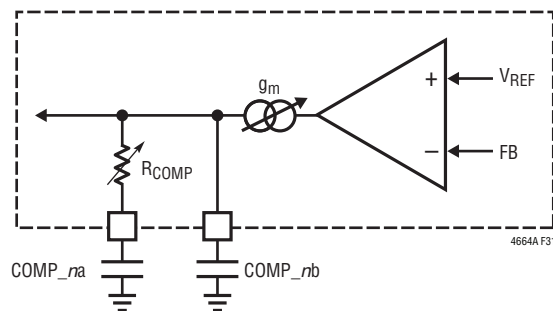 gm
+ VREF
− FB
RCOMP
4664A F31
COMP_na
COMP_nb